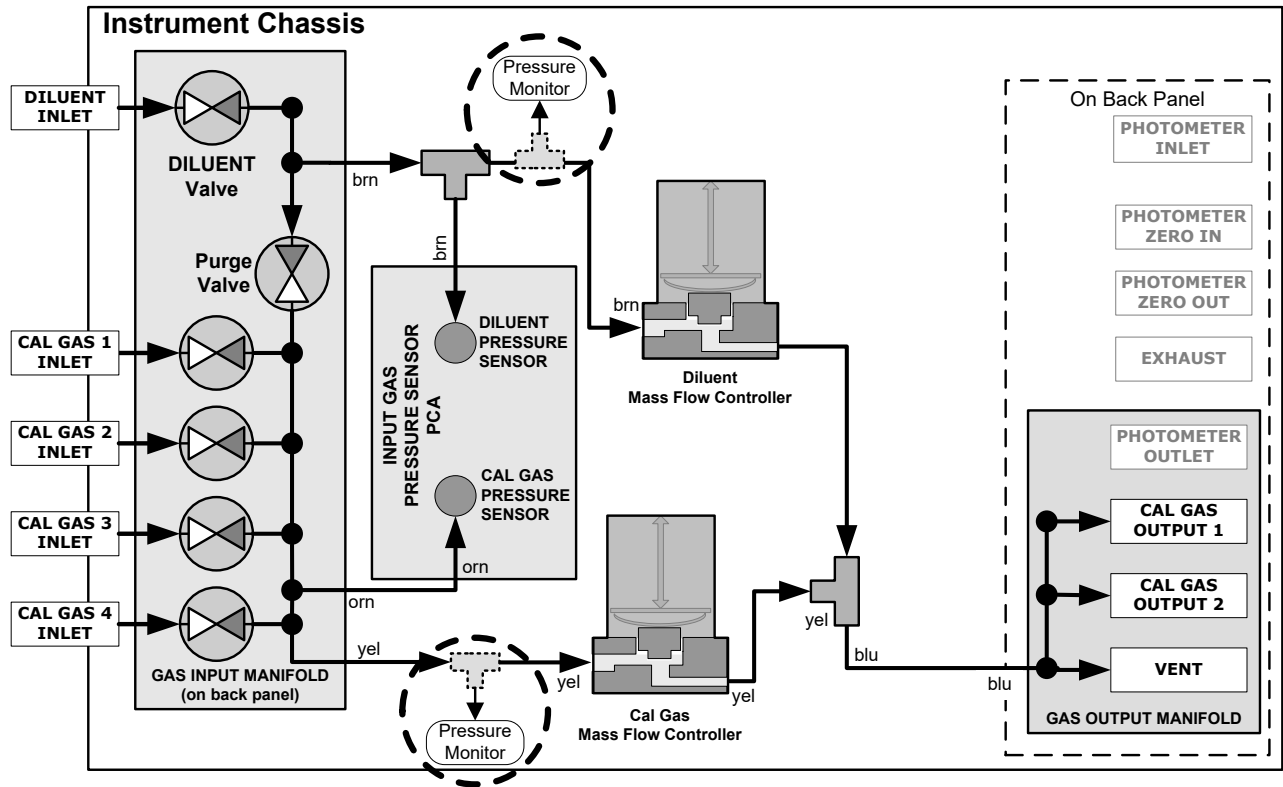 Instrument Chassis
DILUENT
INLET
DILUENT
Valve
Purge
Valve
CAL GAS 1
INLET
CAL GAS 2
INLET
CAL GAS 3
INLET
CAL GAS 4
INLET
GAS INPUT MANIFOLD
(on back panel)
Pressure
Monitor
brn
brn
brn
INPUT GAS
PRESSURE SENSOR
PCA
DILUENT
PRESSURE
SENSOR
CAL GAS
PRESSURE
SENSOR
orn
orn
yel
Pressure
Monitor
yel
Diluent
Mass Flow Controller
Cal Gas
Mass Flow Controller
yel
yel
blu
blu
On Back Panel
PHOTOMETER
INLET
PHOTOMETER
ZERO IN
PHOTOMETER
ZERO OUT
EXHAUST
PHOTOMETER
OUTLET
CAL GAS
OUTPUT 1
CAL GAS
OUTPUT 2
VENT
GAS OUTPUT MANIFOLD